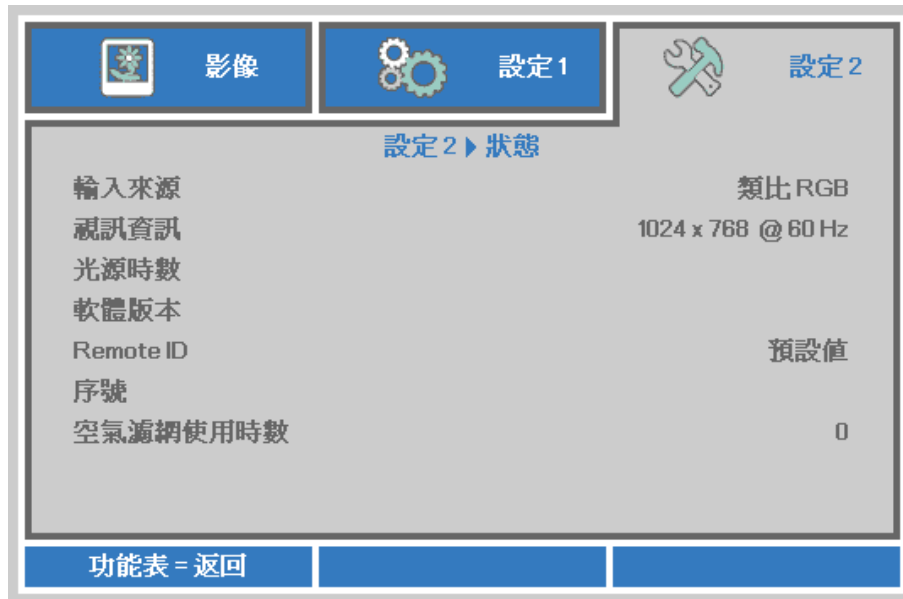 影像 設定1 設定2
設定2 ▶ 狀態
輸入來源 類比 RGB
視訊資訊 1024 x 768 @ 60 Hz
光源時數
軟體版本
Remote ID 預設值
序號
空氣濾網使用時數 0
功能表 = 返回